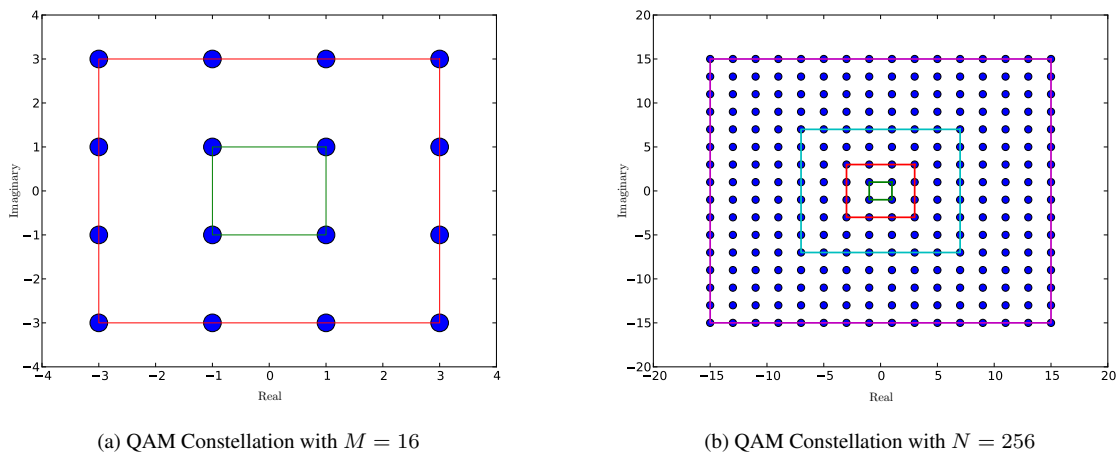 4
3
2
1
0
−1
−2
−3
−4
Imaginary
−4 −3 −2 −1 0 1 2 3 4
Real
(a) QAM Constellation with M = 16
20
15
10
5
0
−5
−10
−15
−20
Imaginary
−20 −15 −10 −5 0 5 10 15 20
Real
(b) QAM Constellation with N = 256